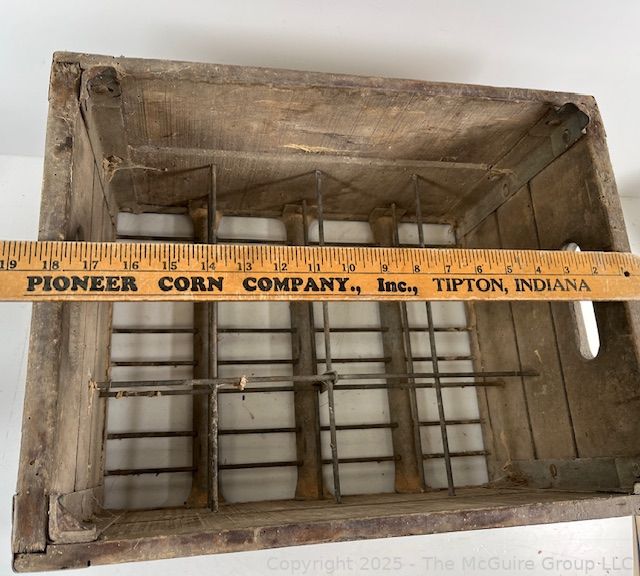 19 18 17 16 15 14 13 12 11 10 9 8 7 6 5 4 3 2 1
PIONEER CORN COMPANY., Inc., TIPTON, INDIANA
Copyright 2025 - The McGuire Group LLC